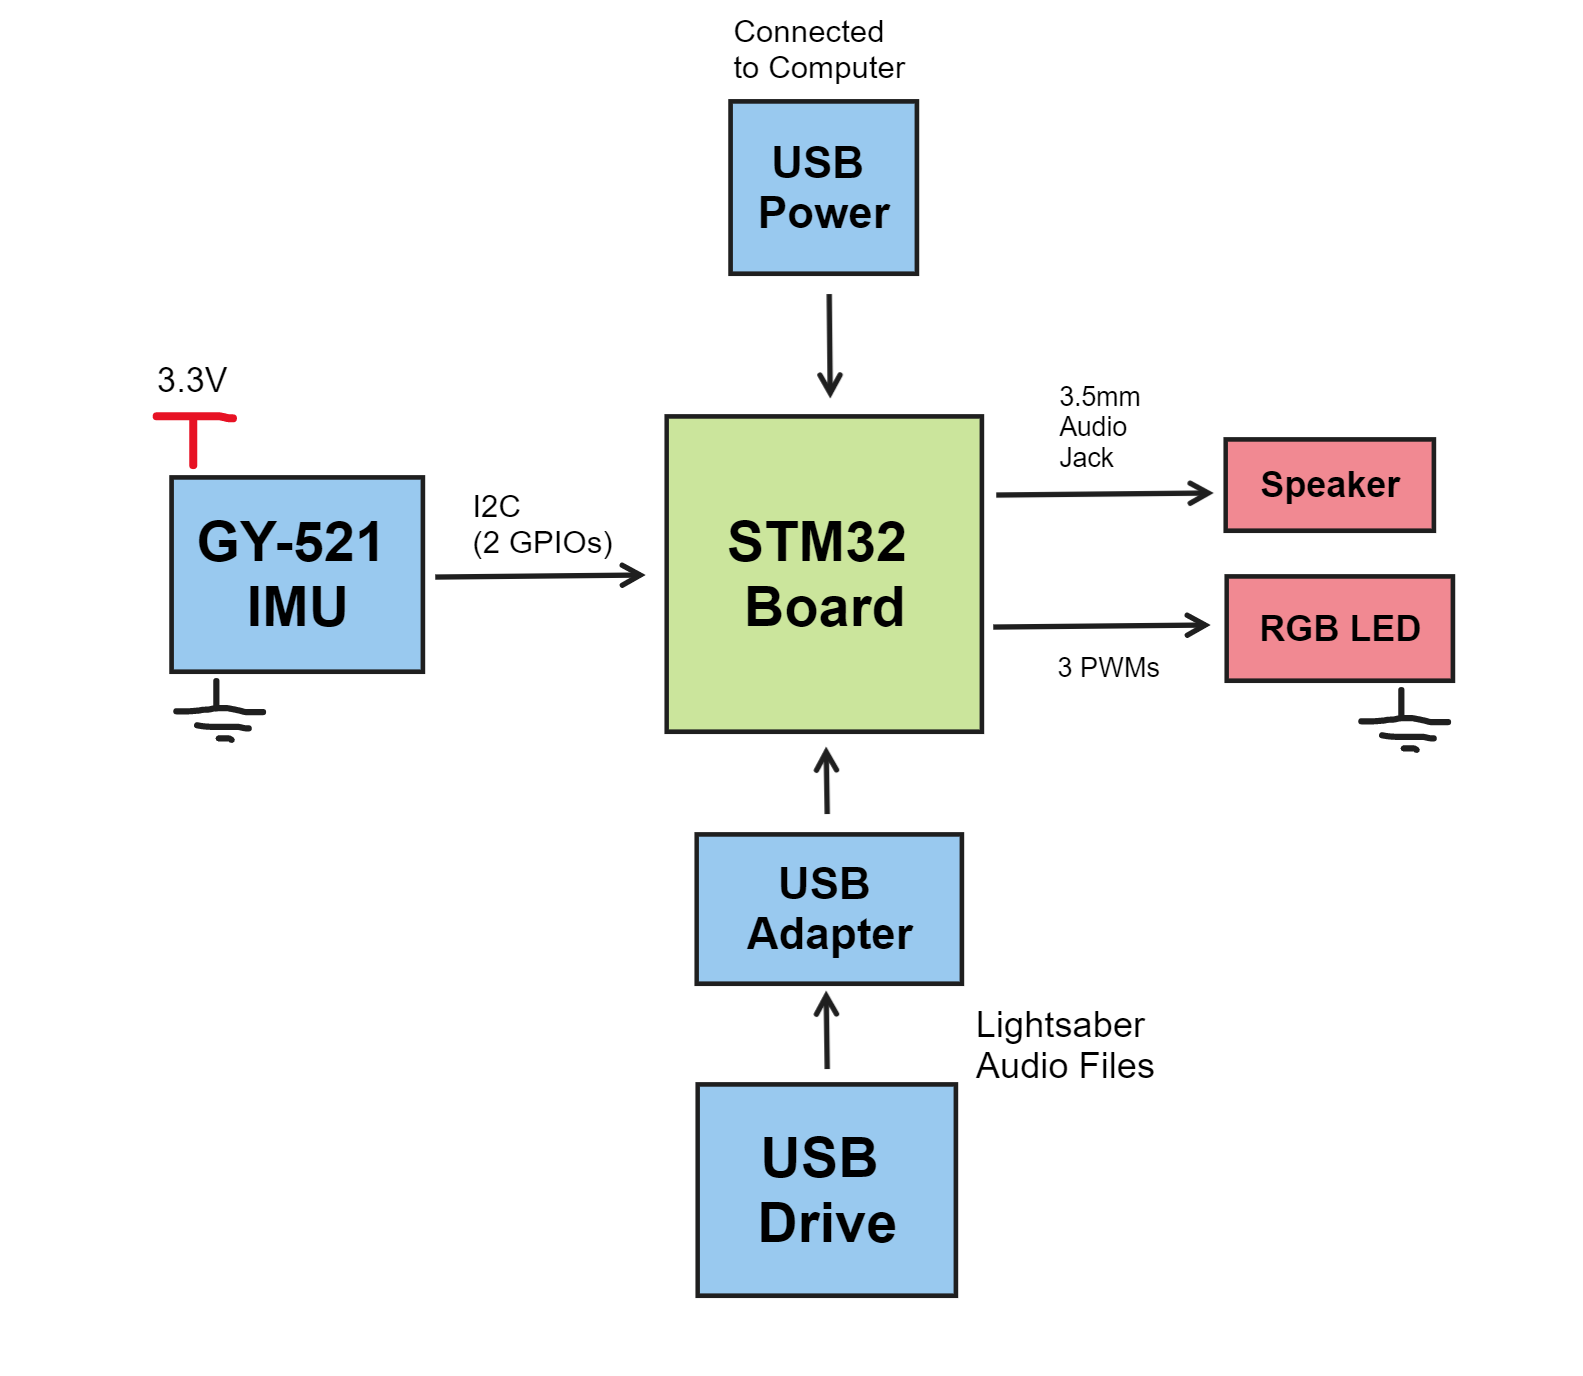 Connected
to Computer
USB
Power
3.3V
GY-521
IMU
I2C
(2 GPIOs)
STM32
Board
3.5mm
Audio
Jack
Speaker
RGB LED
3 PWMs
USB
Adapter
Lightsaber
Audio Files
USB
Drive